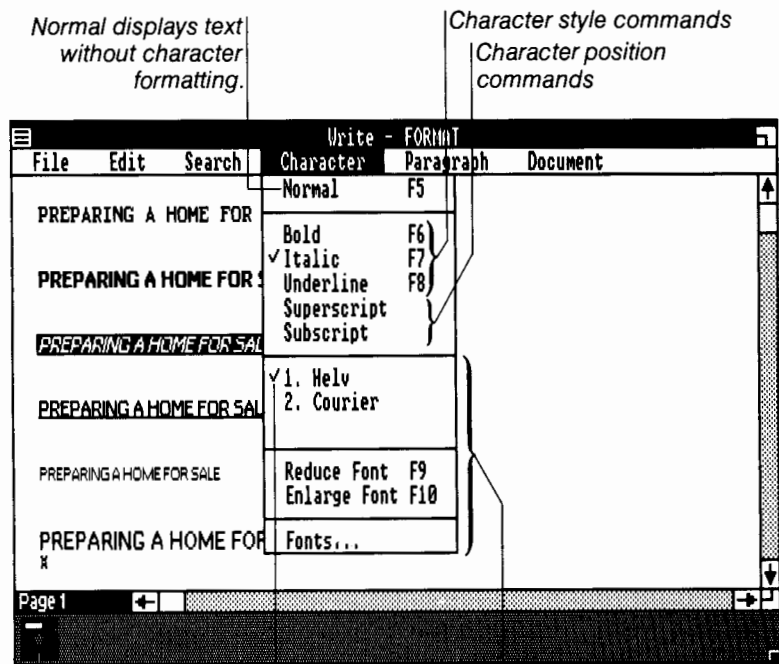 Normal displays text
without character
formatting.
Character style commands
Character position
commands
Write - FORMAT
File Edit Search Character Paragraph Document
Normal F5
Bold F6
✓Italic F7
Underline F8
Superscript
Subscript
✓1. Helv
2. Courier
Reduce Font F9
Enlarge Font F10
Fonts...
PREPARING A HOME FOR
PREPARING A HOME FOR S
PREPARING A HOME FOR SAL
PREPARING A HOME FOR SAL
PREPARING A HOME FOR SALE
PREPARING A HOME FOR
Page 1